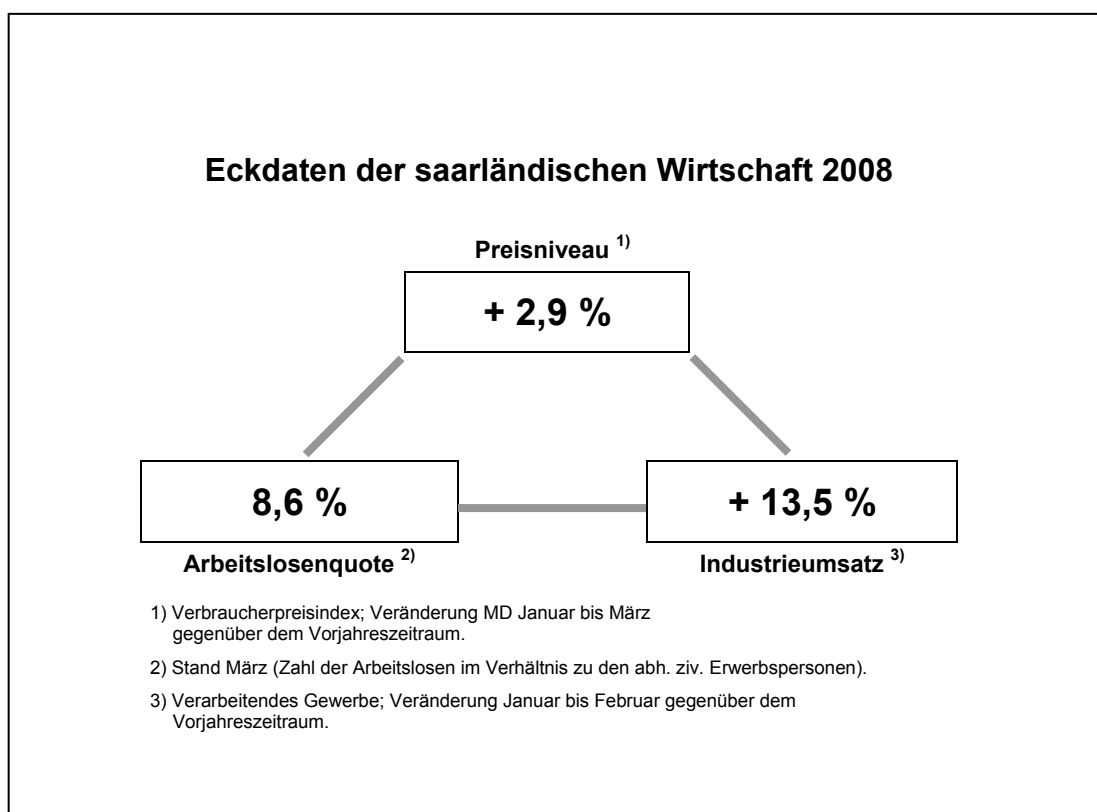 Eckdaten der saarländischen Wirtschaft 2008
Preisniveau 1)
+ 2,9 %
8,6 %
+ 13,5 %
Arbeitslosenquote 2)
Industrieumsatz 3)
1) Verbraucherpreisindex; Veränderung MD Januar bis März
gegenüber dem Vorjahreszeitraum.
2) Stand März (Zahl der Arbeitslosen im Verhältnis zu den abh. ziv. Erwerbspersonen).
3) Verarbeitendes Gewerbe; Veränderung Januar bis Februar gegenüber dem
Vorjahreszeitraum.